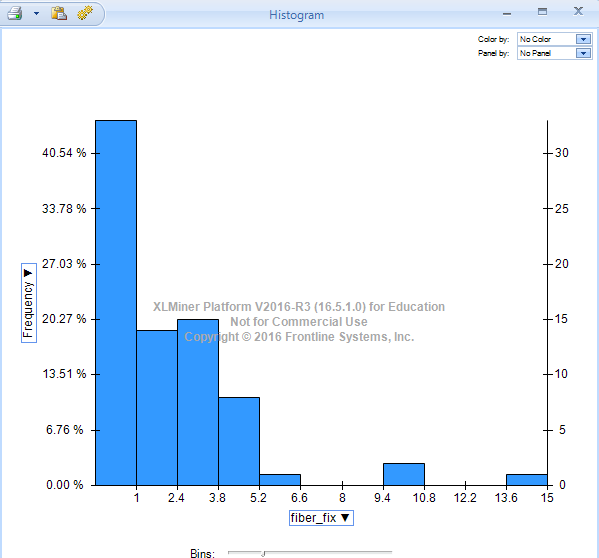 Histogram
Color by: No Color
Panel by: No Panel
40.54 %
33.78 %
27.03 %
20.27 %
13.51 %
6.76 %
0.00 %
Frequency ▼
30
25
20
15
10
5
0
XLMiner Platform V2016-R3 (16.5.1.0) for Education
Not for Commercial Use
Copyright © 2016 Frontline Systems, Inc.
1 2.4 3.8 5.2 6.6 8 9.4 10.8 12.2 13.6 15
fiber_fix ▼
Bins: